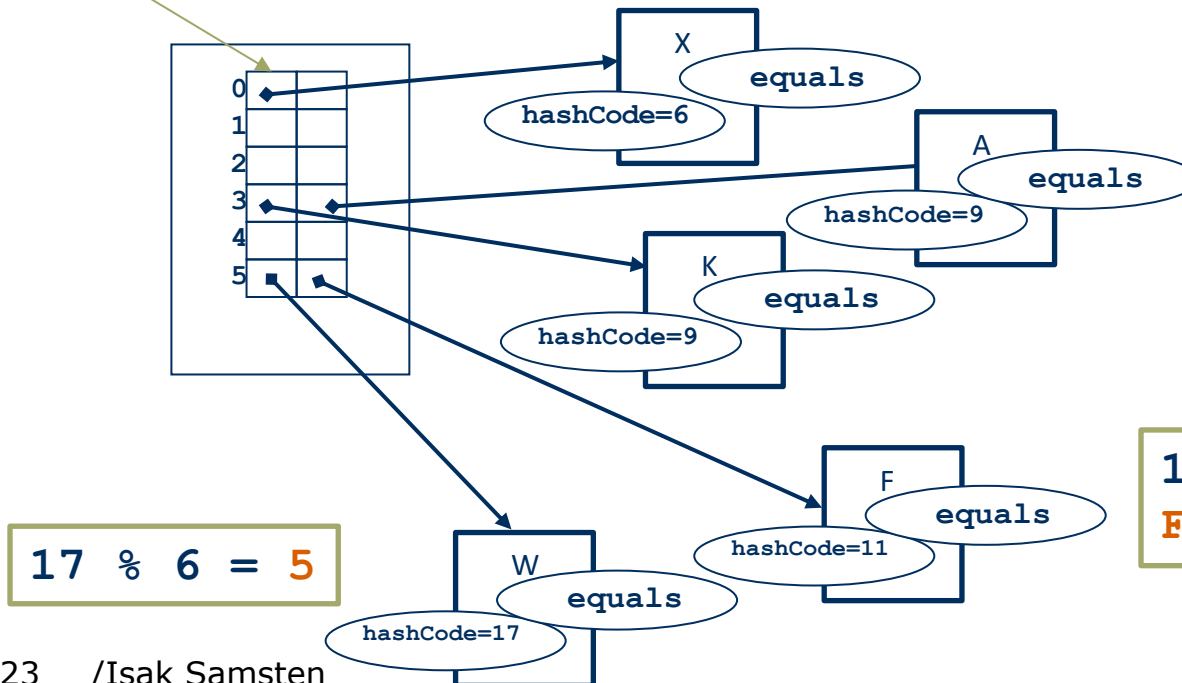 X
equals
hashCode=6
0
1
2
3
4
5
A
equals
hashCode=9
K
equals
hashCode=9
F
equals
hashCode=11
1
F
17 % 6 = 5
W
equals
hashCode=17
23 /Isak Samsten